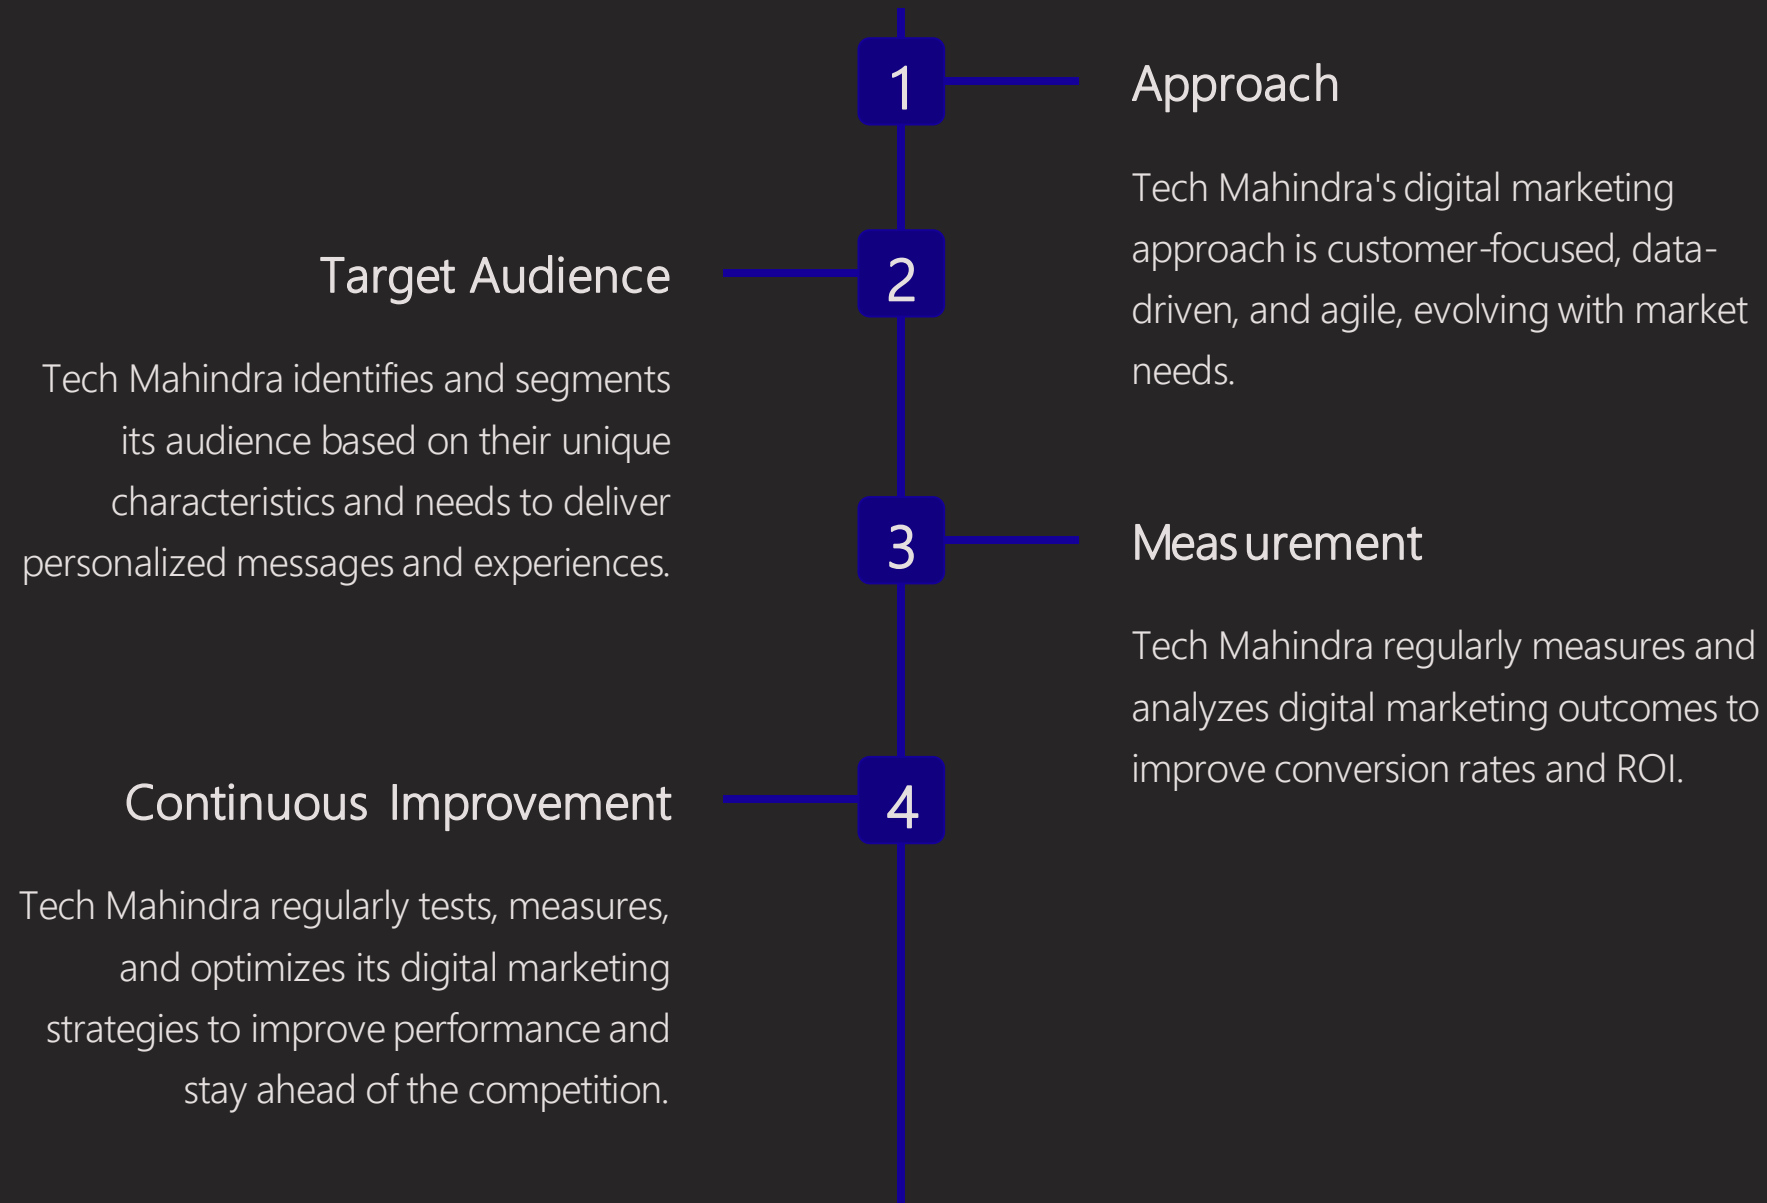 1
Approach
Tech Mahindra's digital marketing
approach is customer-focused, data-
driven, and agile, evolving with market
needs.
2
Target Audience
Tech Mahindra identifies and segments
its audience based on their unique
characteristics and needs to deliver
personalized messages and experiences.
3
Measurement
Tech Mahindra regularly measures and
analyzes digital marketing outcomes to
improve conversion rates and ROI.
4
Continuous Improvement
Tech Mahindra regularly tests, measures,
and optimizes its digital marketing
strategies to improve performance and
stay ahead of the competition.